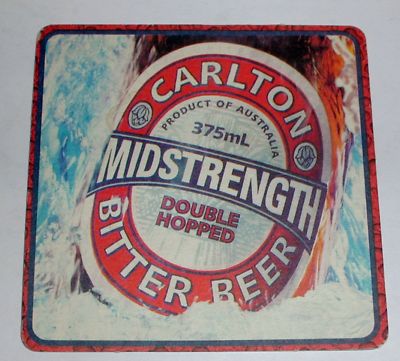 CARLTON
PRODUCT OF AUSTRALIA
375mL
MIDSTRENGTH
DOUBLE
HOPPED
BITTER BEER